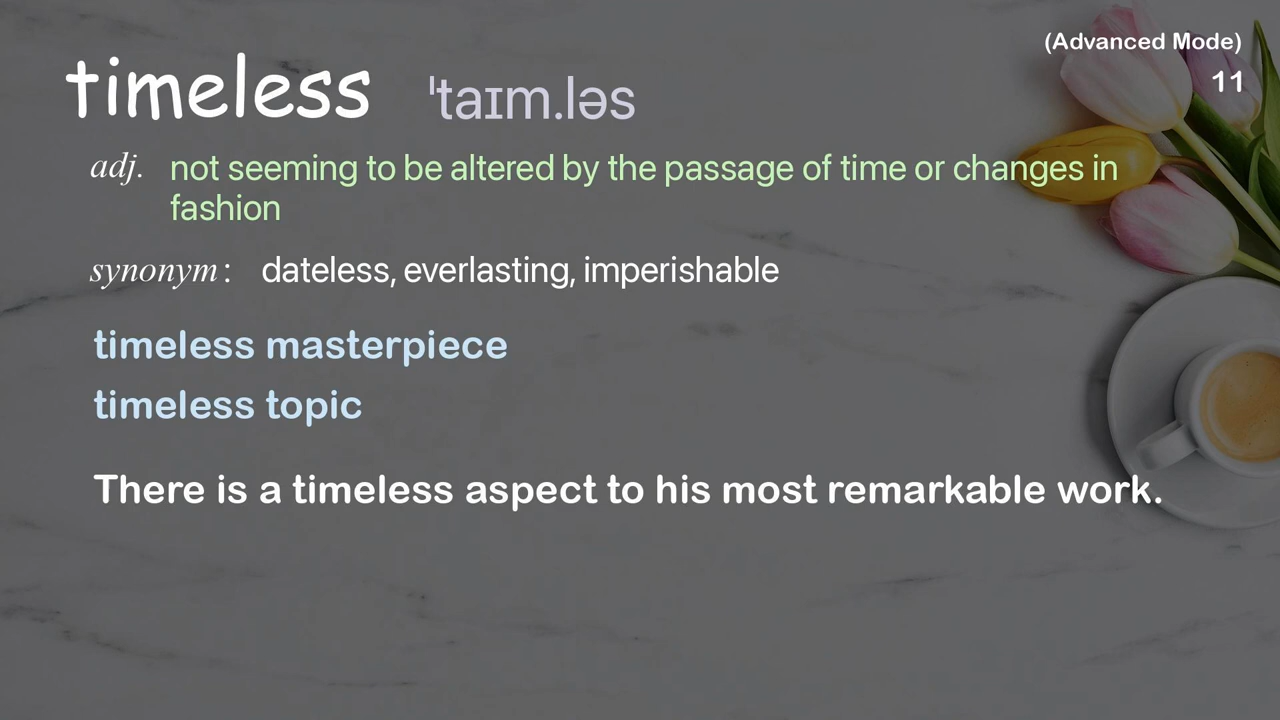 (Advanced Mode)
11
timeless ˈtaɪm.ləs
adj. not seeming to be altered by the passage of time or changes in
fashion
synonym: dateless, everlasting, imperishable
timeless masterpiece
timeless topic
There is a timeless aspect to his most remarkable work.